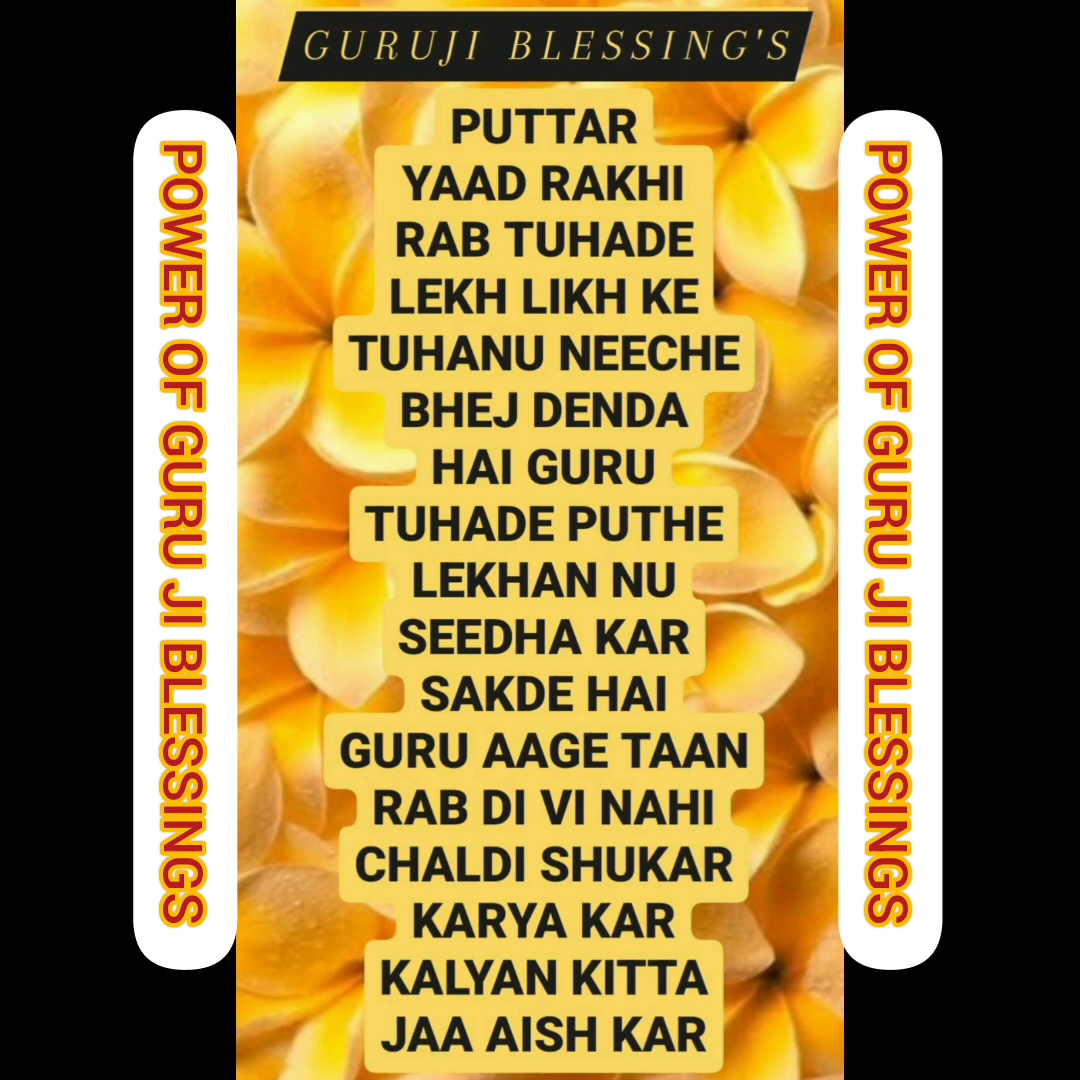 GURUJI BLESSING'S
PUTTAR
YAAD RAKHI
RAB TUHADE
LEKH LIKH KE
TUHANU NEECHE
BHEJ DENDA
HAI GURU
TUHADE PUTHE
LEKHAN NU
SEEDHA KAR
SAKDE HAI
GURU AAGE TAAN
RAB DI VI NAHI
CHALDI SHUKAR
KARYA KAR
KALYAN KITTA
JAA AISH KAR
POWER OF GURU JI BLESSINGS
POWER OF GURU JI BLESSINGS